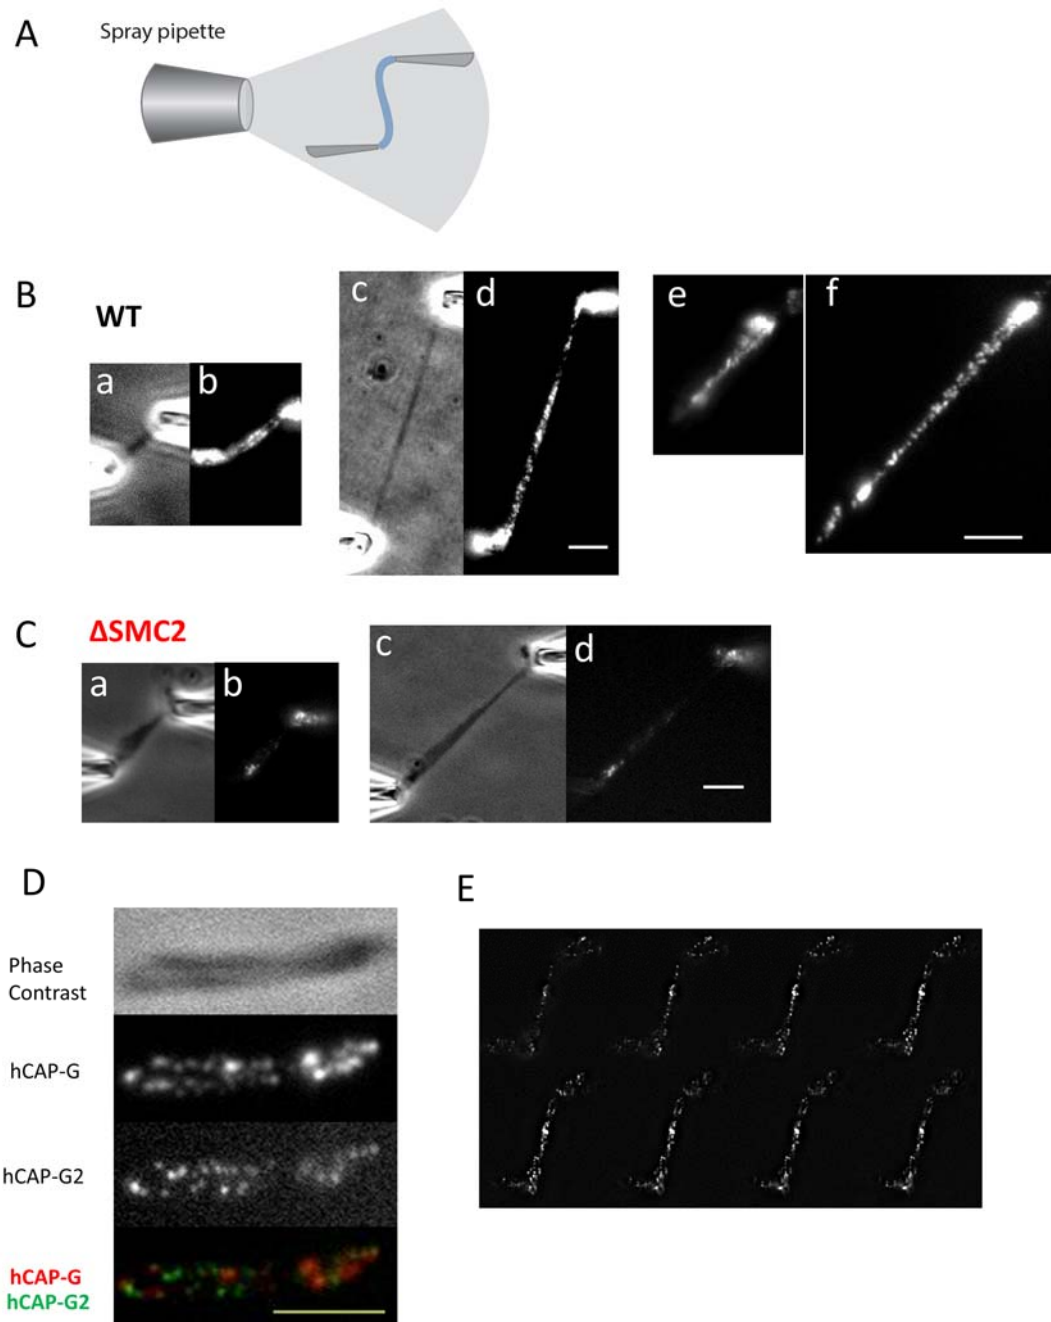 A
Spray pipette
B
WT
a
b
c
d
e
f
C
ΔSMC2
a
b
c
d
D
E
Phase
Contrast
hCAP-G
hCAP-G2
hCAP-G
hCAP-G2